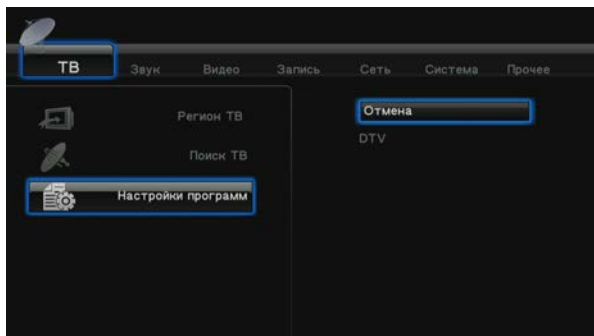 ТВ Звук Видео Запись Сеть Система Прочее
Регион ТВ
Поиск ТВ
Настройки программ
Отмена
DTV